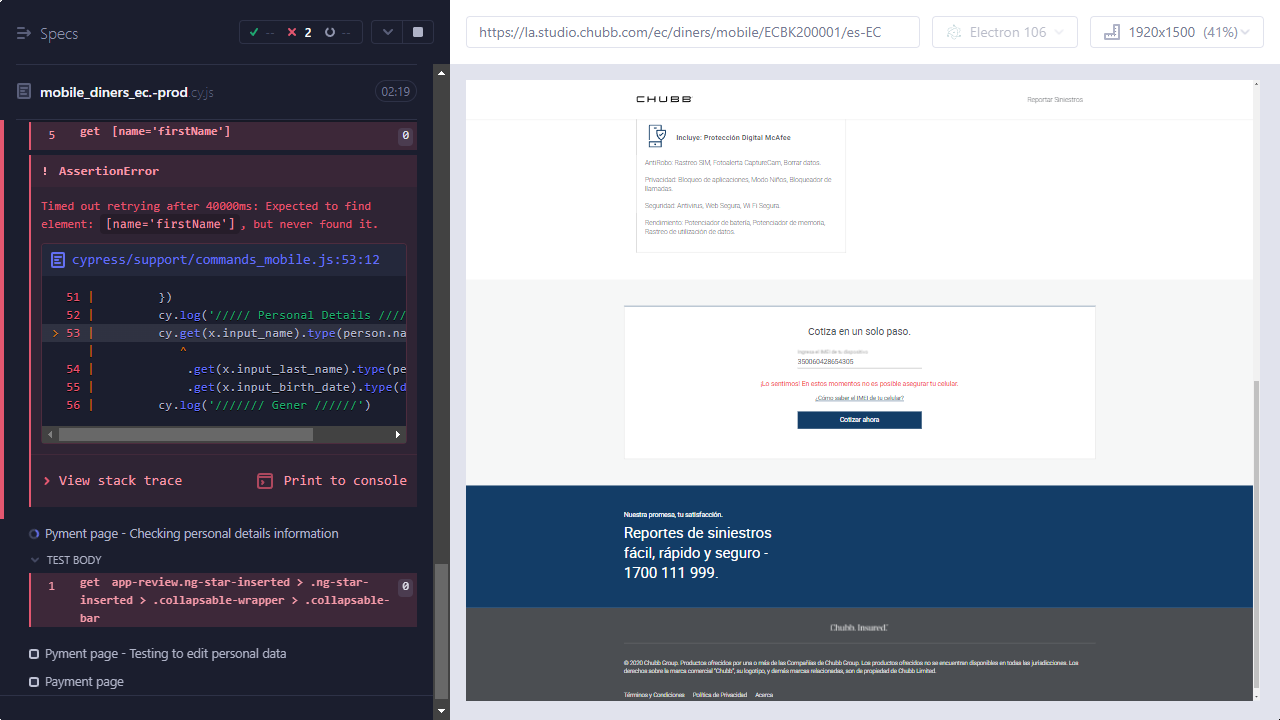 Specs
-- 2 --
mobile_diners_ec.-prod.cy.js
02:19
5 get [name='firstName'] 0
! AssertionError
Timed out retrying after 40000ms: Expected to find
element: [name='firstName'], but never found it.
cypress/support/commands_mobile.js:53:12
51 | })
52 | cy.log('///// Personal Details ////
> 53 | cy.get(x.input_name).type(person.na
| ^
54 | .get(x.input_last_name).type(pe
55 | .get(x.input_birth_date).type(d
56 | cy.log('/////// Gener //////')
View stack trace
Print to console
Pyment page - Checking personal details information
TEST BODY
1 get app-review.ng-star-inserted > .ng-star-
inserted > .collapsable-wrapper > .collapsable-
bar
0
Pyment page - Testing to edit personal data
Payment page
https://la.studio.chubb.com/ec/diners/mobile/ECBK200001/es-EC
Electron 106
1920x1500 (41%)
CHUBB
Reportar Siniestros
Incluye: Protección Digital McAfee
AntiRobo: Rastreo SIM, Fotoalerta CaptureCam, Borrar datos.
Privacidad: Bloqueo de aplicaciones, Modo Niños, Bloqueador de
llamadas.
Seguridad: Antivirus, Web Segura, Wi Fi Segura.
Rendimiento: Potenciador de batería, Potenciador de memoria,
Rastreo de utilización de datos.
Cotiza en un solo paso.
Ingresa el IMEI de tu dispositivo
350060428654305
¡Lo sentimos! En estos momentos no es posible asegurar tu celular.
¿Cómo saber el IMEI de tu celular?
Cotizar ahora
Nuestra promesa, tu satisfacción.
Reportes de siniestros
fácil, rápido y seguro -
1700 111 999.
Chubb. Insured.™
© 2020 Chubb Group. Productos ofrecidos por una o más de las Compañías de Chubb Group. Los productos ofrecidos no se encuentran disponibles en todas las jurisdicciones. Los
derechos sobre la marca comercial "Chubb", su logotipo, y demás marcas relacionadas, son de propiedad de Chubb Limited.
Términos y Condiciones Política de Privacidad Acerca